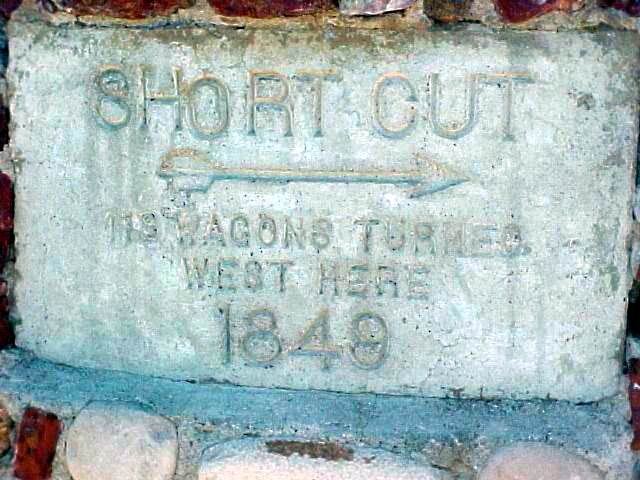 SHORT CUT
WAGONS TURNED
WEST HERE
1849